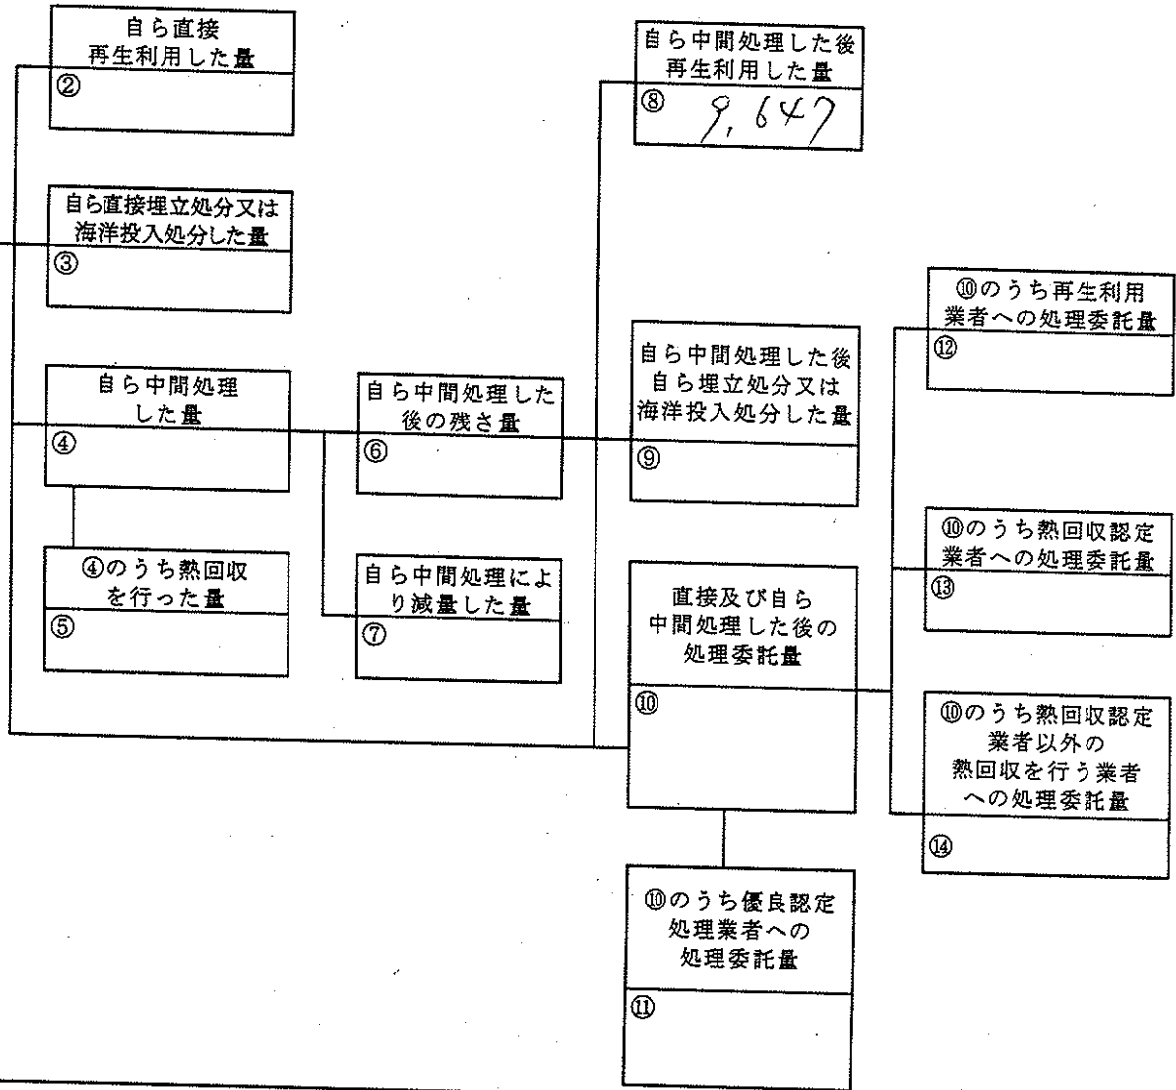 自ら直接
再生利用した量
②
自ら直接埋立処分又は
海洋投入処分した量
③
自ら中間処理
した量
④
④のうち熱回収
を行った量
⑤
自ら中間処理した
後の残さ量
⑥
自ら中間処理によ
り減量した量
⑦
自ら中間処理した後
再生利用した量
⑧ 9,647
自ら中間処理した後
自ら埋立処分又は
海洋投入処分した量
⑨
直接及び自ら
中間処理した後の
処理委託量
⑩
⑩のうち優良認定
処理業者への
処理委託量
⑪
⑩のうち再生利用
業者への処理委託量
⑫
⑩のうち熱回収認定
業者への処理委託量
⑬
⑩のうち熱回収認定
業者以外の
熱回収を行う業者
への処理委託量
⑭